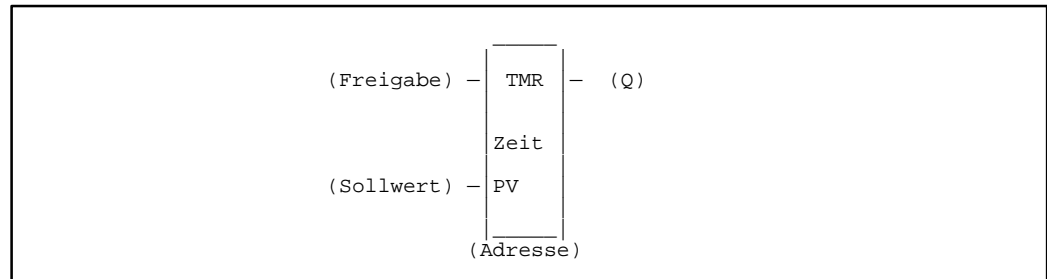 (Freigabe) – TMR – (Q)
Zeit
(Sollwert) – PV
(Adresse)